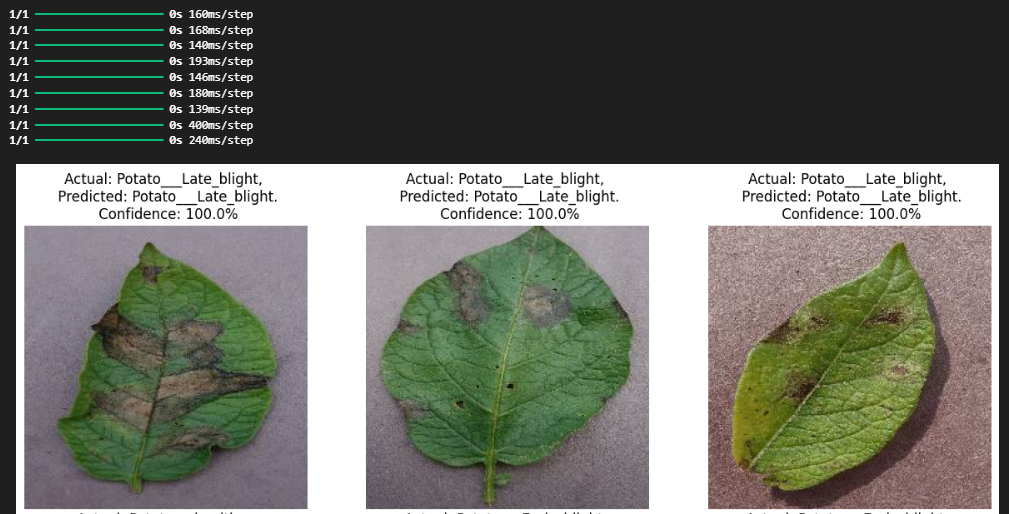 1/1 0s 160ms/step
1/1 0s 168ms/step
1/1 0s 140ms/step
1/1 0s 193ms/step
1/1 0s 146ms/step
1/1 0s 180ms/step
1/1 0s 139ms/step
1/1 0s 400ms/step
1/1 0s 240ms/step
Actual: Potato___Late_blight,
Predicted: Potato___Late_blight.
Confidence: 100.0%
Actual: Potato___Late_blight,
Predicted: Potato___Late_blight.
Confidence: 100.0%
Actual: Potato___Late_blight,
Predicted: Potato___Late_blight.
Confidence: 100.0%